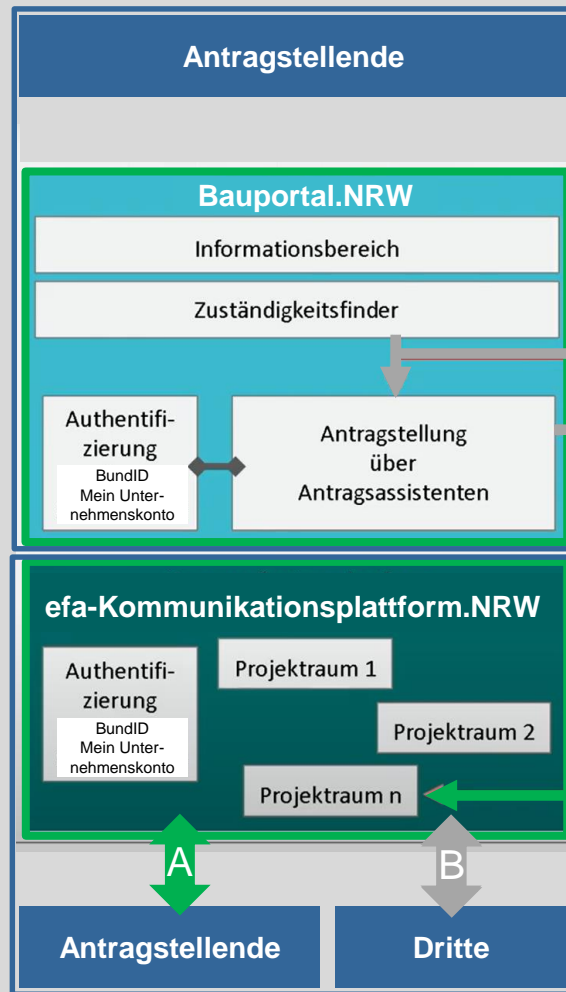 Antragstellende
Bauportal.NRW
Informationsbereich
Zuständigkeitsfinder
Authentifi-
zierung
BundID
Mein Unter-
nehmenskonto
Antragstellung
über
Antragsassistenten
efa-Kommunikationsplattform.NRW
Authentifi-
zierung
BundID
Mein Unter-
nehmenskonto
Projektraum 1
Projektraum 2
Projektraum n
A
B
Antragstellende
Dritte